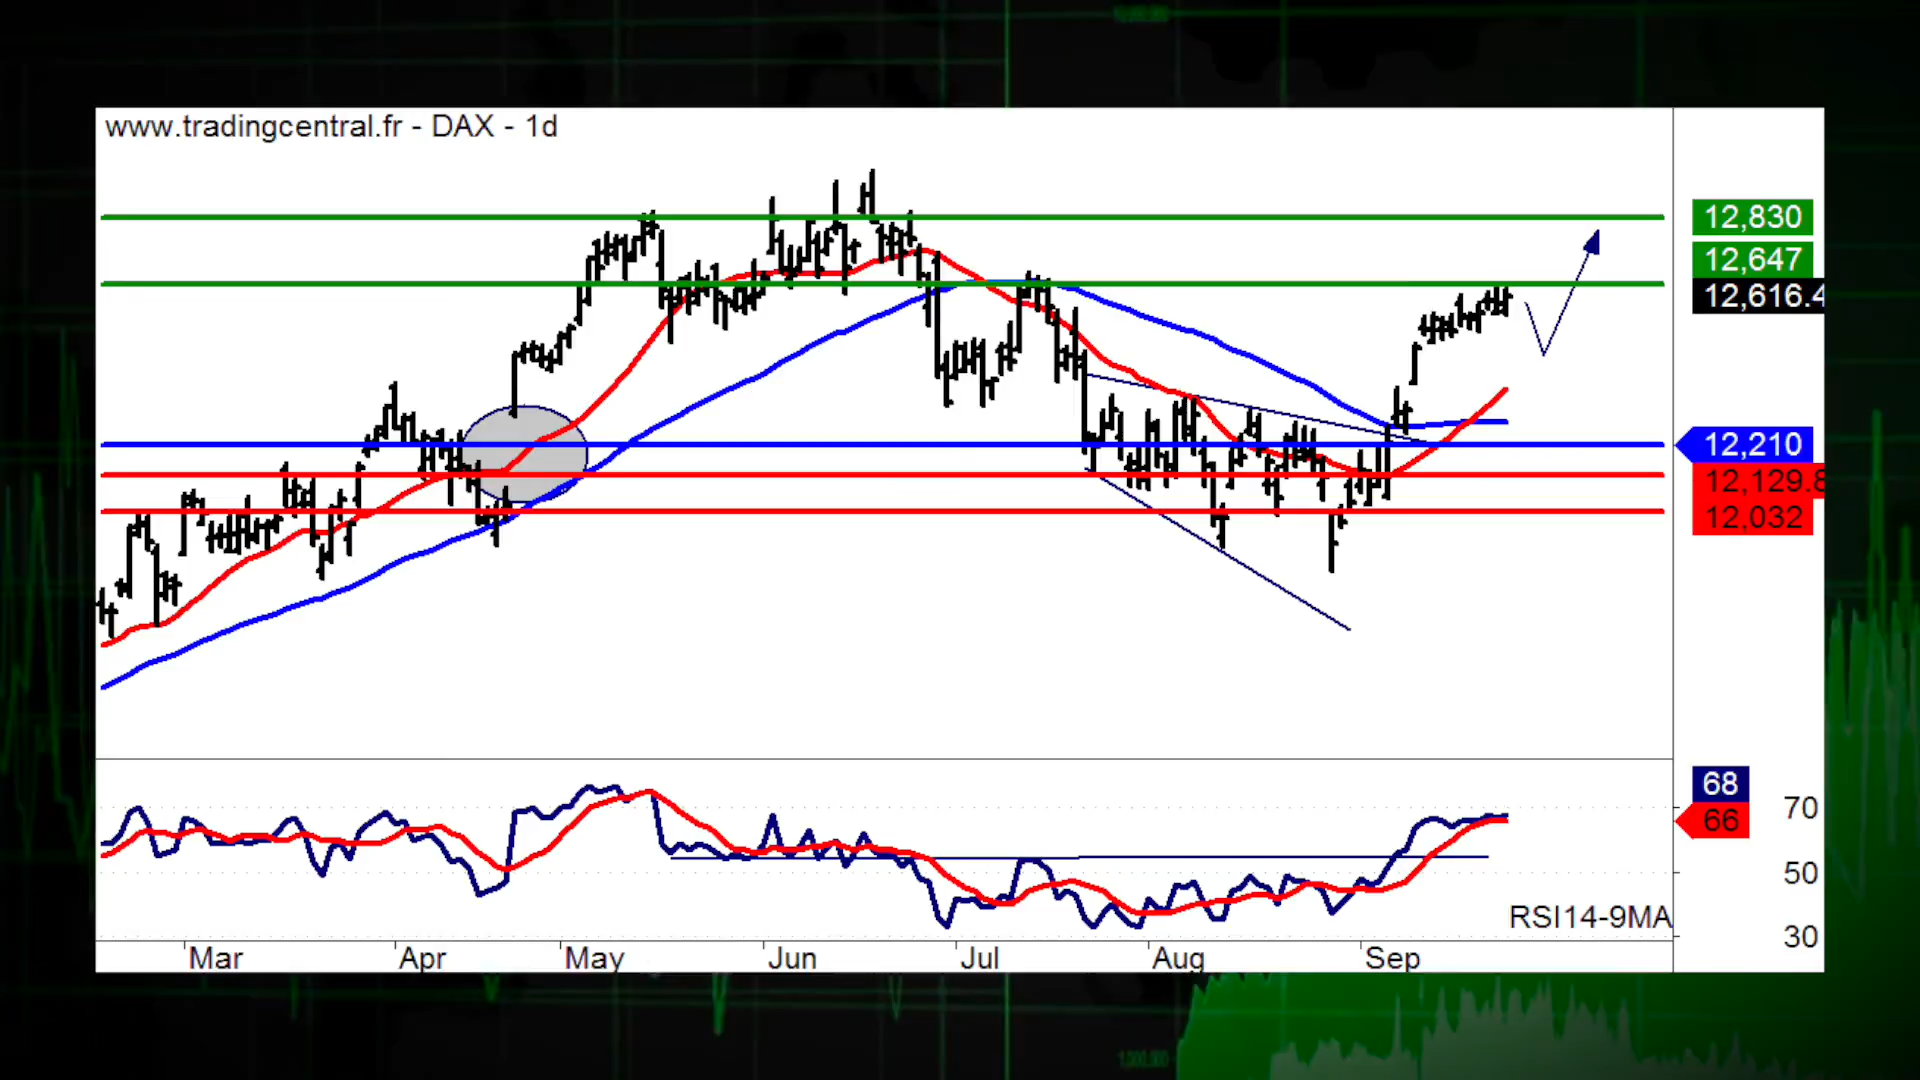 www.tradingcentral.fr - DAX - 1d
12,830
12,647
12,616.4
12,210
12,129.8
12,032
68
70
66
50
RSI14-9MA
30
Mar
Apr
May
Jun
Jul
Aug
Sep